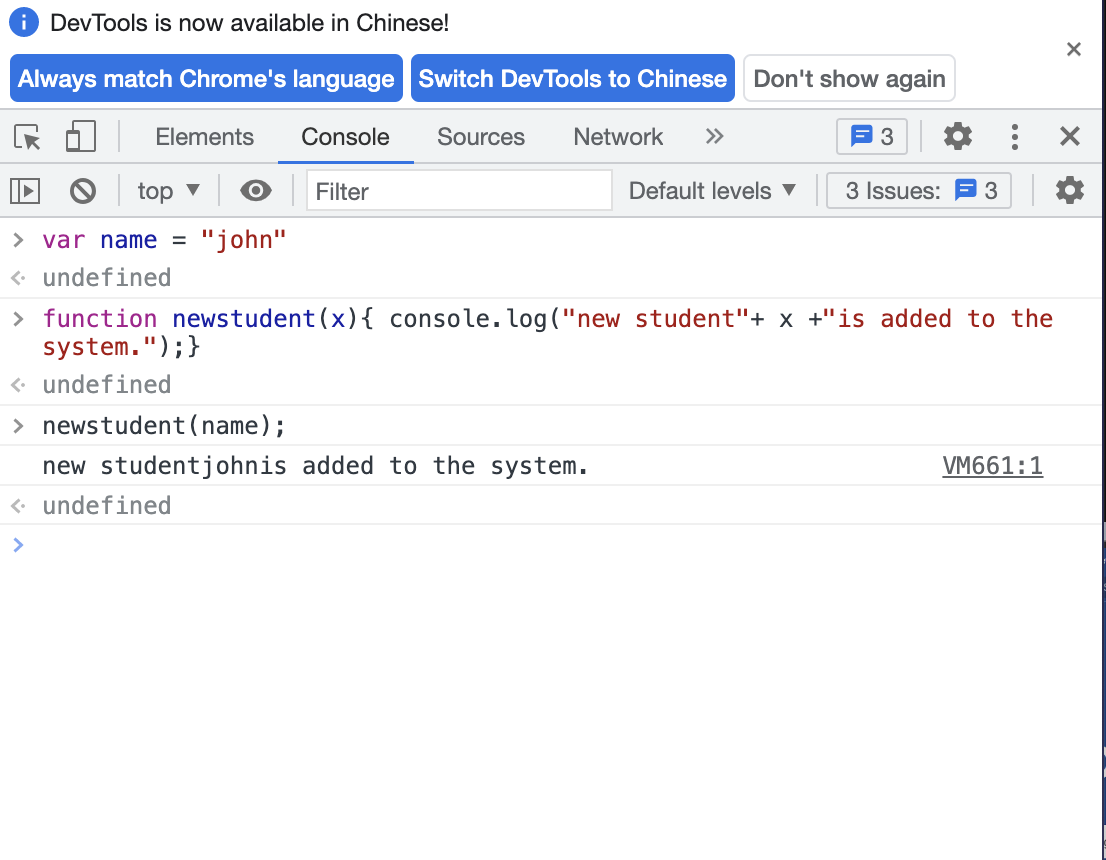 DevTools is now available in Chinese!
Always match Chrome's language Switch DevTools to Chinese Don't show again
Elements Console Sources Network 3
top Filter Default levels 3 Issues: 3
var name = "john"
undefined
function newstudent(x){ console.log("new student"+ x +"is added to the
system.");}
undefined
newstudent(name);
new studentjohnis added to the system. VM661:1
undefined